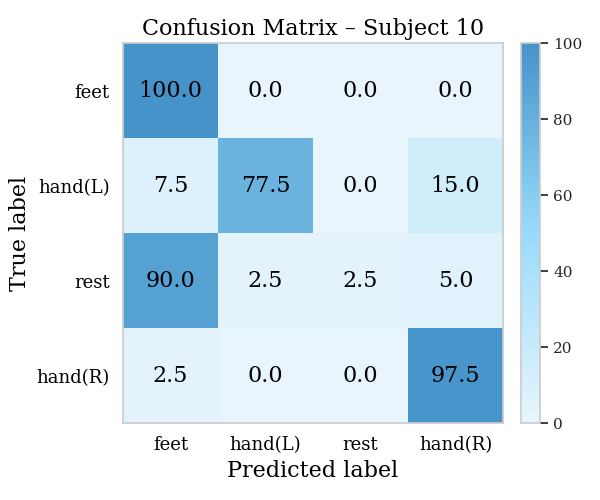 Confusion Matrix – Subject 10
True label
feet 100.0 0.0 0.0 0.0
hand(L) 7.5 77.5 0.0 15.0
rest 90.0 2.5 2.5 5.0
hand(R) 2.5 0.0 0.0 97.5
feet hand(L) rest hand(R)
Predicted label
100
80
60
40
20
0